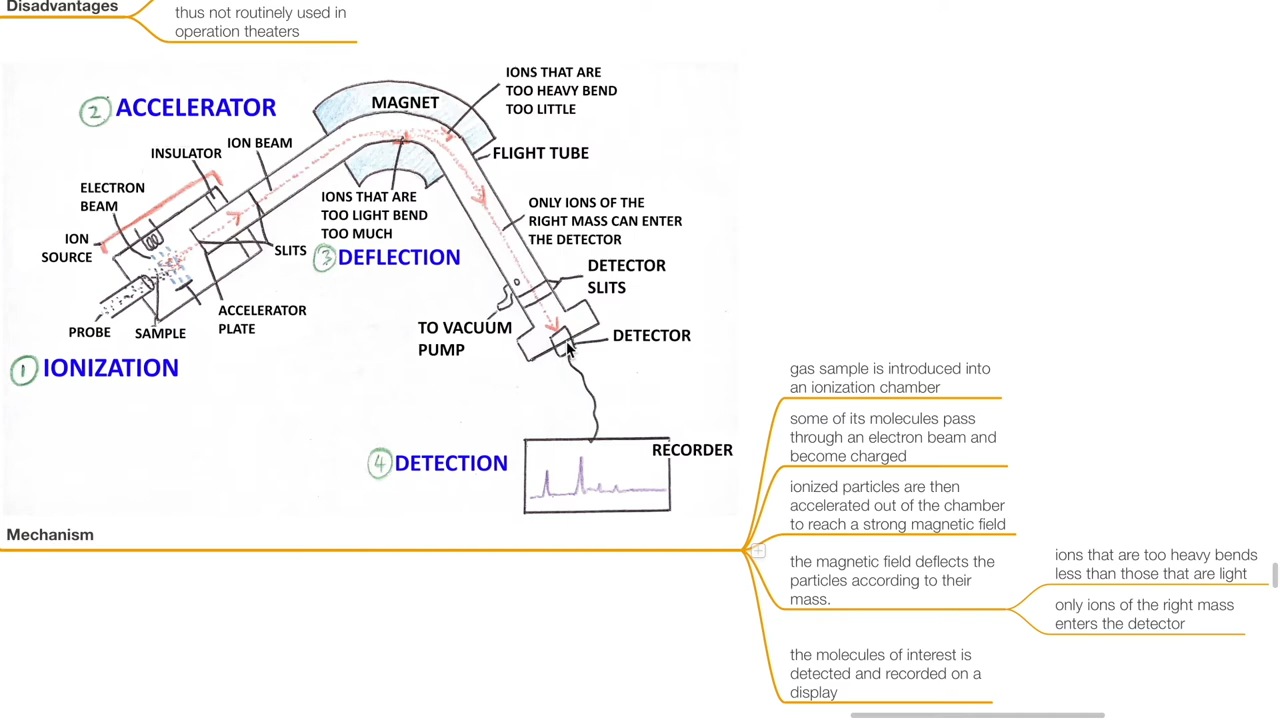 Disadvantages
thus not routinely used in
operation theaters
IONS THAT ARE
TOO HEAVY BEND
TOO LITTLE
2 ACCELERATOR
MAGNET
ION BEAM
INSULATOR
FLIGHT TUBE
ELECTRON
BEAM
IONS THAT ARE
TOO LIGHT BEND
TOO MUCH
ONLY IONS OF THE
RIGHT MASS CAN ENTER
THE DETECTOR
ION
SOURCE
SLITS
3 DEFLECTION
DETECTOR
SLITS
ACCELERATOR
PLATE
PROBE
SAMPLE
TO VACUUM
PUMP
DETECTOR
1 IONIZATION
4 DETECTION
RECORDER
Mechanism
gas sample is introduced into
an ionization chamber
some of its molecules pass
through an electron beam and
become charged
ionized particles are then
accelerated out of the chamber
to reach a strong magnetic field
the magnetic field deflects the
particles according to their
mass.
ions that are too heavy bends
less than those that are light
only ions of the right mass
enters the detector
the molecules of interest is
detected and recorded on a
display